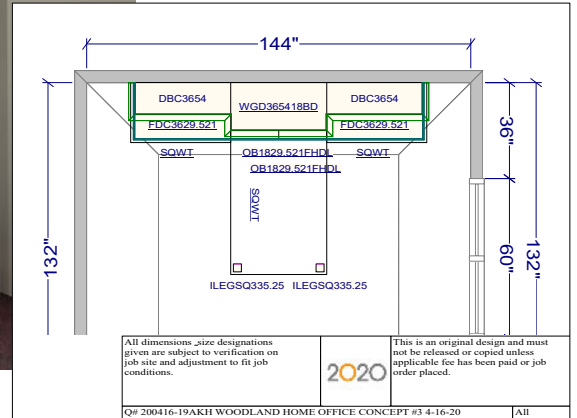 144"
DBC3654
WGD365418BD
DBC3654
FDC3629.521
FDC3629.521
SQWT
OB1829.521FHDL
SQWT
OB1829.521FHDL
SQWT
36"
132"
60"
132"
ILEGSQ335.25
ILEGSQ335.25
All dimensions size designations
given are subject to verification on
job site and adjustment to fit job
conditions.
2020
This is an original design and must
not be released or copied unless
applicable fee has been paid or job
order placed.
Q# 200416-19AKH WOODLAND HOME OFFICE CONCEPT #3 4-16-20
All